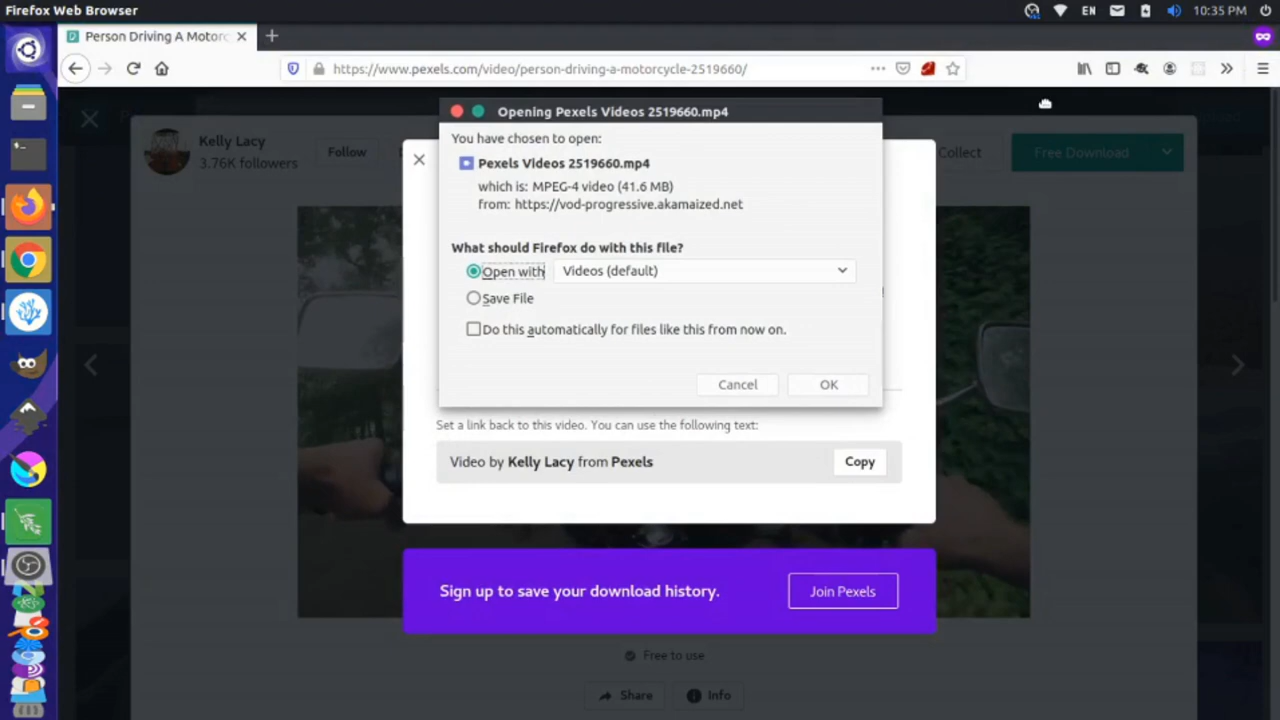 Firefox Web Browser
EN
10:35 PM
Person Driving A Motorc
https://www.pexels.com/video/person-driving-a-motorcycle-2519660/
Opening Pexels Videos 2519660.mp4
You have chosen to open:
Pexels Videos 2519660.mp4
which is: MPEG-4 video (41.6 MB)
from: https://vod-progressive.akamaized.net
What should Firefox do with this file?
Open with
Videos (default)
Save File
Do this automatically for files like this from now on.
Cancel
OK
Kelly Lacy
3.76K followers
Follow
Collect
Free Download
Set a link back to this video. You can use the following text:
Video by Kelly Lacy from Pexels
Copy
Sign up to save your download history.
Join Pexels
Free to use
Share
Info